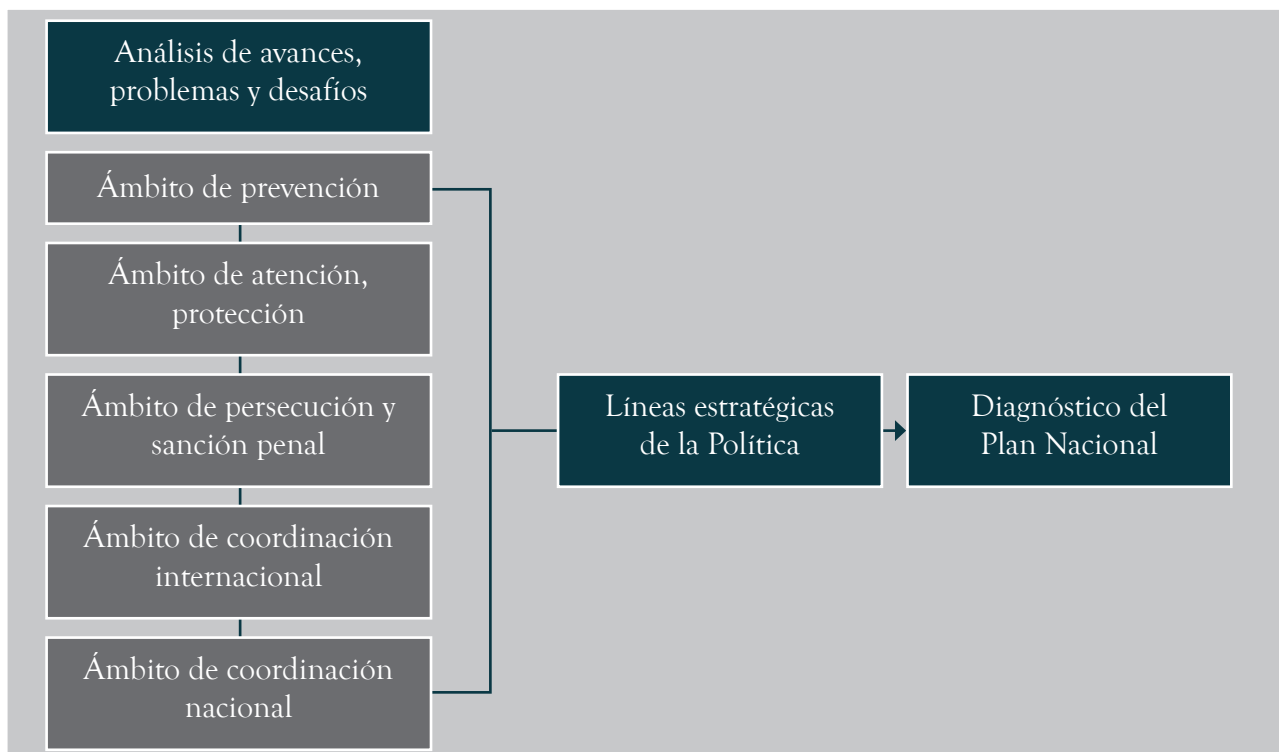 Análisis de avances,
problemas y desafíos
Ámbito de prevención
Ámbito de atención,
protección
Ámbito de persecución y
sanción penal
Ámbito de coordinación
internacional
Ámbito de coordinación
nacional
Líneas estratégicas
de la Política
Diagnóstico del
Plan Nacional